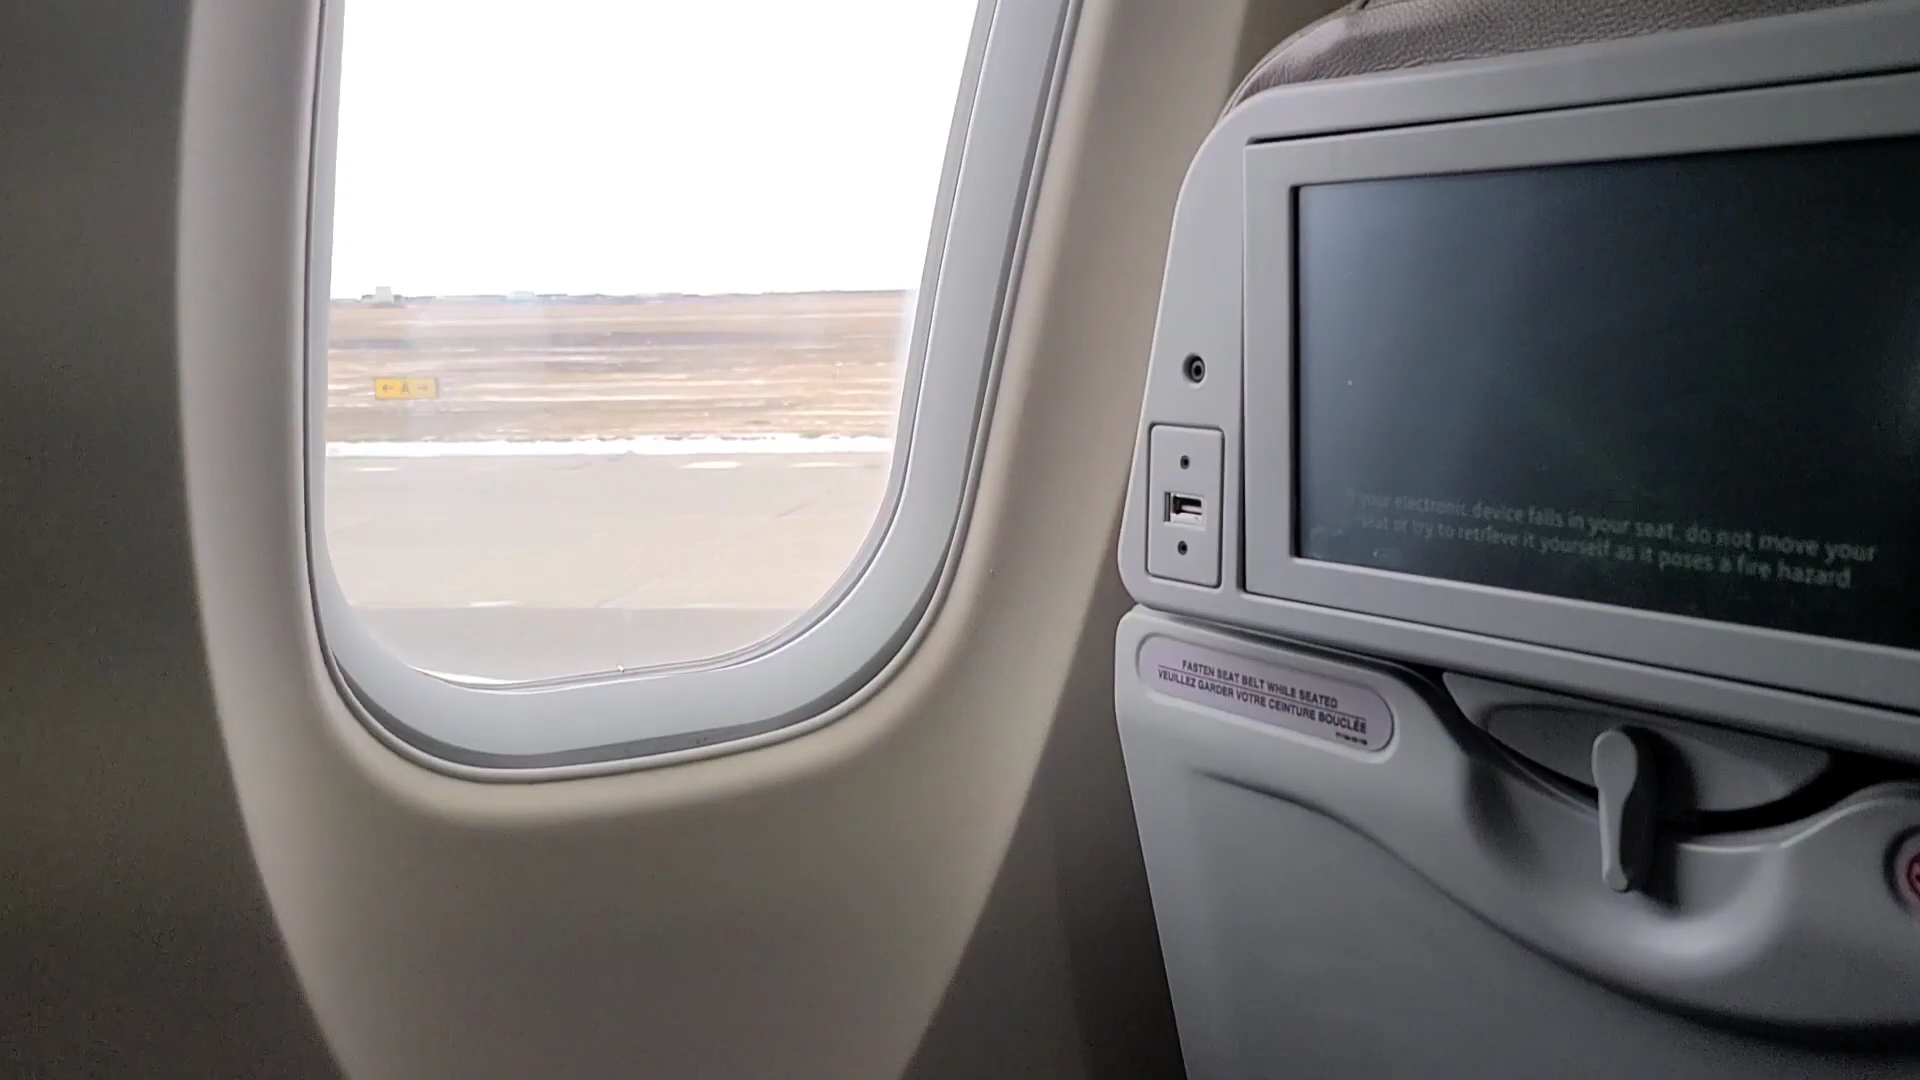 ← A →
If your electronic device falls in your seat, do not move your
seat or try to retrieve it yourself as it poses a fire hazard
FASTEN SEAT BELT WHILE SEATED
VEUILLEZ GARDER VOTRE CEINTURE BOUCLÉE